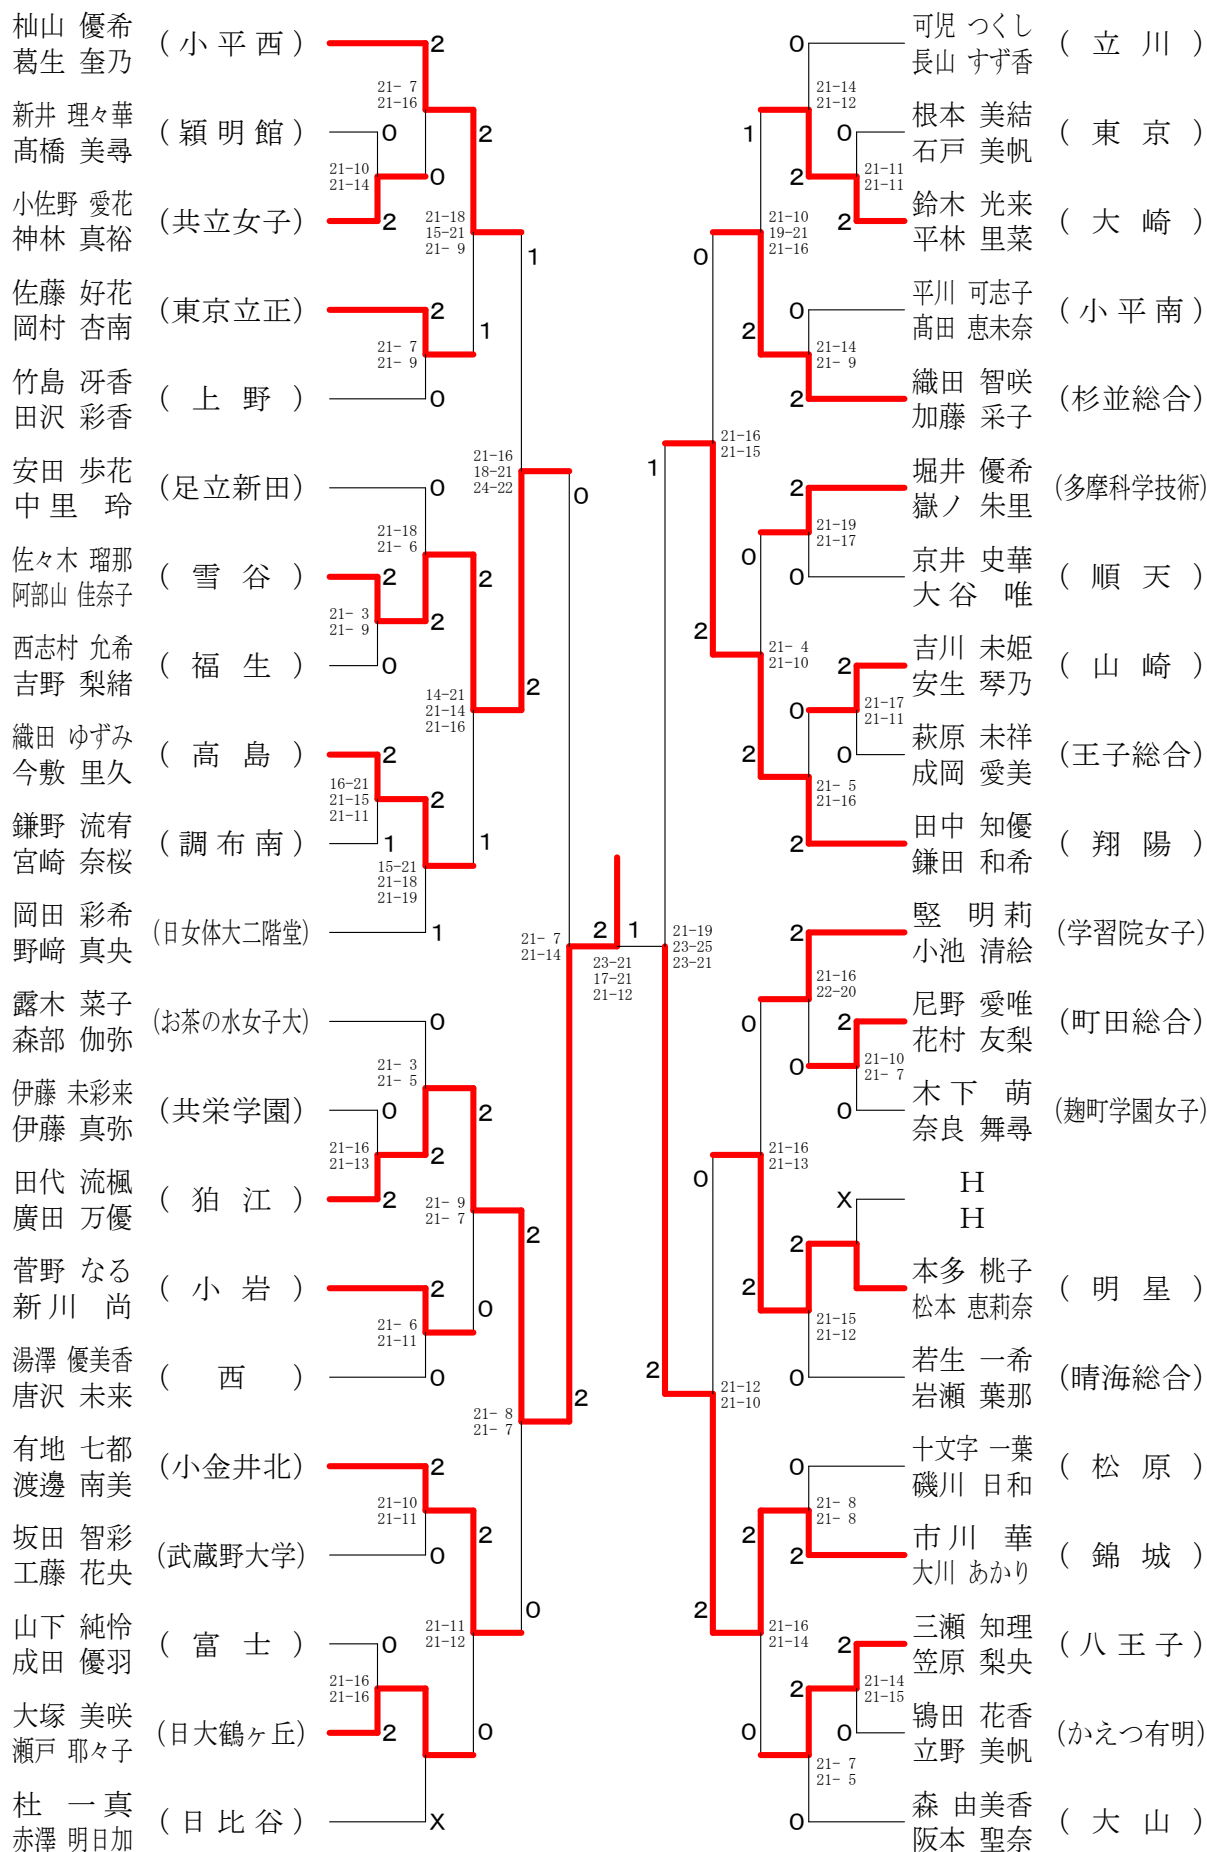 杣山 優希
葛生 奎乃
(小平西)
2
21- 7
21-16
新井 理々華
髙橋 美尋
(穎明館)
0
21-10
21-14
0
小佐野 愛花
神林 真裕
(共立女子)
2
2
21-18
15-21
21- 9
1
佐藤 好花
岡村 杏南
(東京立正)
2
21- 7
21- 9
1
竹島 冴香
田沢 彩香
(上野)
0
21-16
18-21
24-22
0
安田 歩花
中里 玲
(足立新田)
0
21-18
21- 6
佐々木 瑠那
阿部山 佳奈子
(雪谷)
2
21- 3
21- 9
2
2
西志村 允希
吉野 梨緒
(福生)
0
14-21
21-14
21-16
2
織田 ゆずみ
今敷 里久
(高島)
2
16-21
21-15
21-11
2
鎌野 流宥
宮崎 奈桜
(調布南)
1
15-21
21-18
21-19
1
岡田 彩希
野﨑 真央
(日女体大二階堂)
1
21- 7
21-14
2 1
23-21
17-21
21-12
露木 菜子
森部 伽弥
(お茶の水女子大)
0
21- 3
21- 5
伊藤 未彩来
伊藤 真弥
(共栄学園)
0
21-16
21-13
2
2
田代 流楓
廣田 万優
(狛江)
2
21- 9
21- 7
2
菅野 なる
新川 尚
(小岩)
2
21- 6
21-11
0
湯澤 優美香
唐沢 未来
(西)
0
21- 8
21- 7
2
有地 七都
渡邊 南美
(小金井北)
2
21-10
21-11
2
坂田 智彩
工藤 花央
(武蔵野大学)
0
21-11
21-12
0
山下 純怜
成田 優羽
(富士)
0
21-16
21-16
大塚 美咲
瀬戸 耶々子
(日大鶴ヶ丘)
2
0
杜 一真
赤澤 明日加
(日比谷)
X
0
可児 つくし
長山 すず香
(立川)
21-14
21-12
1
0
根本 美結
石戸 美帆
(東京)
21-11
21-11
2
2
鈴木 光来
平林 里菜
(大崎)
21-10
19-21
21-16
0
0
平川 可志子
髙田 恵未奈
(小平南)
21-14
21- 9
2
2
織田 智咲
加藤 采子
(杉並総合)
21-16
21-15
1
2
堀井 優希
嶽ノ 朱里
(多摩科学技術)
21-19
21-17
0
0
京井 史華
大谷 唯
(順天)
21- 4
21-10
2
2
吉川 未姫
安生 琴乃
(山崎)
21-17
21-11
0
0
萩原 未祥
成岡 愛美
(王子総合)
21- 5
21-16
2
2
田中 知優
鎌田 和希
(翔陽)
21-19
23-25
23-21
2
竪 明莉
小池 清絵
(学習院女子)
21-16
22-20
0
2
尼野 愛唯
花村 友梨
(町田総合)
21-10
21- 7
0
0
木下 萌
奈良 舞尋
(麹町学園女子)
21-16
21-13
0
X
H
H
2
本多 桃子
松本 恵莉奈
(明星)
21-15
21-12
2
0
若生 一希
岩瀬 葉那
(晴海総合)
21-12
21-10
2
0
十文字 一葉
磯川 日和
(松原)
21- 8
21- 8
2
2
市川 華
大川 あかり
(錦城)
21-16
21-14
2
2
三瀬 知理
笠原 梨央
(八王子)
21-14
21-15
2
0
鴇田 花香
立野 美帆
(かえつ有明)
21- 7
21- 5
0
0
森 由美香
阪本 聖奈
(大山)